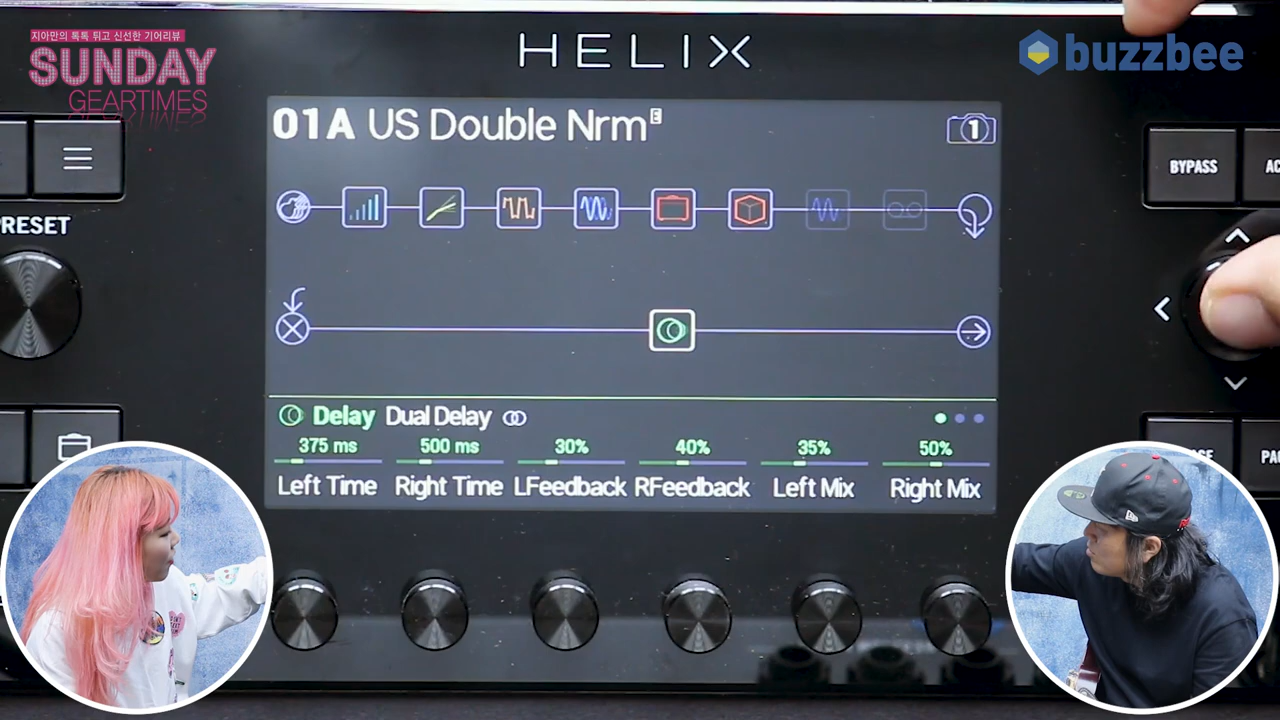 지아만의 톡톡 튀고 신선한 기어리뷰
SUNDAY
GEARTIMES
HELIX
buzzbee
01A US Double Nrm E
1
BYPASS
PRESET
Delay Dual Delay
375 ms 500 ms 30% 40% 35% 50%
Left Time Right Time LFeedback RFeedback Left Mix Right Mix